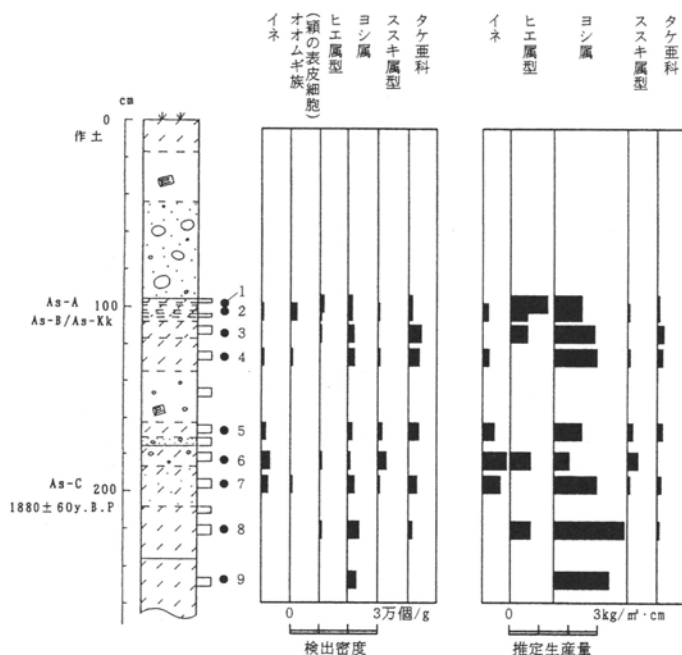 イネ
オオムギ族
(穎の表皮細胞)
ヒエ属型
ヨシ属
ススキ属型
タケ亜科
イネ
ヒエ属型
ヨシ属
ススキ属型
タケ亜科
cm
0
作土
As-A
100
As-B/As-Kk
As-C
200
1880±60y.B.P
1
2
3
4
5
6
7
8
9
0 3万個/g
検出密度
0 3kg/㎡・cm
推定生産量